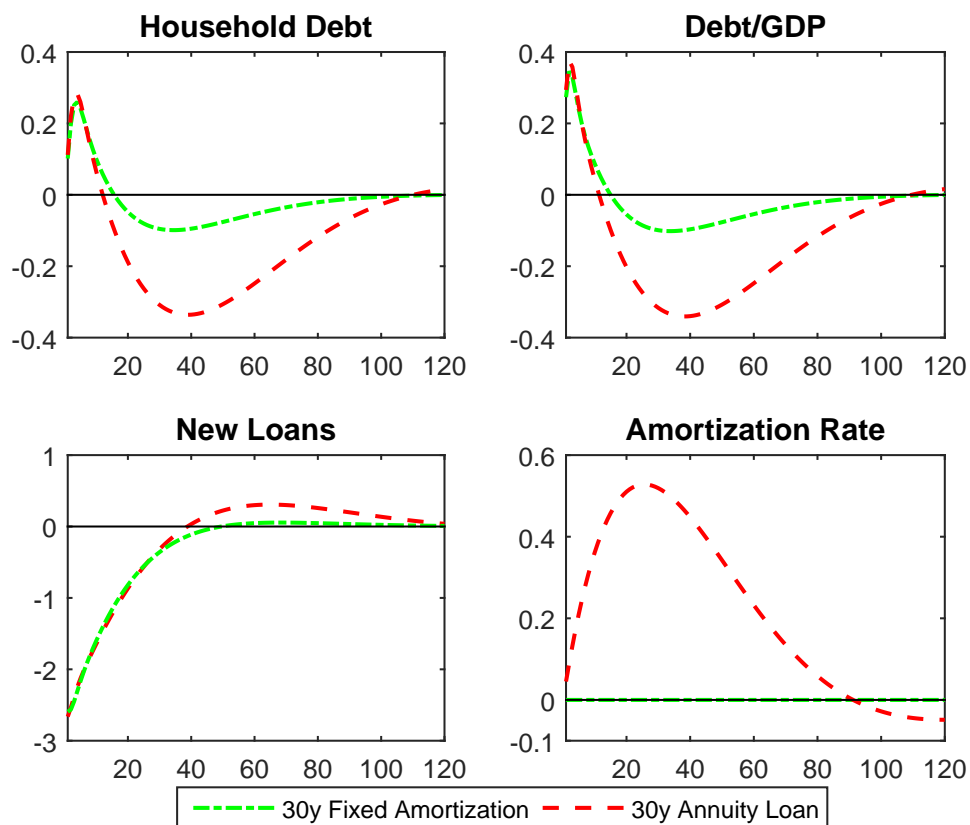 Household Debt
0.4
0.2
0
-0.2
-0.4
20 40 60 80 100 120
Debt/GDP
0.4
0.2
0
-0.2
-0.4
20 40 60 80 100 120
New Loans
1
0
-1
-2
-3
20 40 60 80 100 120
Amortization Rate
0.6
0.4
0.2
0
-0.1
20 40 60 80 100 120
30y Fixed Amortization 30y Annuity Loan